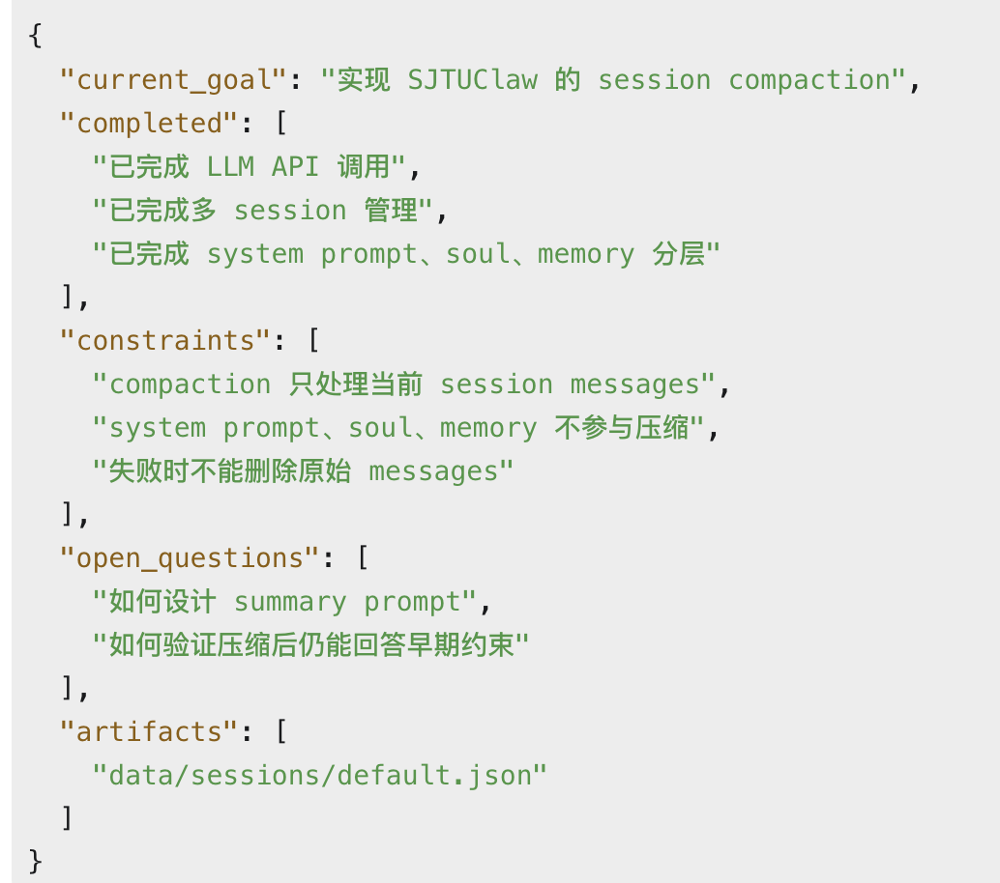 {
  "current_goal": "实现 SJTUClaw 的 session compaction",
  "completed": [
    "已完成 LLM API 调用",
    "已完成多 session 管理",
    "已完成 system prompt、soul、memory 分层"
  ],
  "constraints": [
    "compaction 只处理当前 session messages",
    "system prompt、soul、memory 不参与压缩",
    "失败时不能删除原始 messages"
  ],
  "open_questions": [
    "如何设计 summary prompt",
    "如何验证压缩后仍能回答早期约束"
  ],
  "artifacts": [
    "data/sessions/default.json"
  ]
}